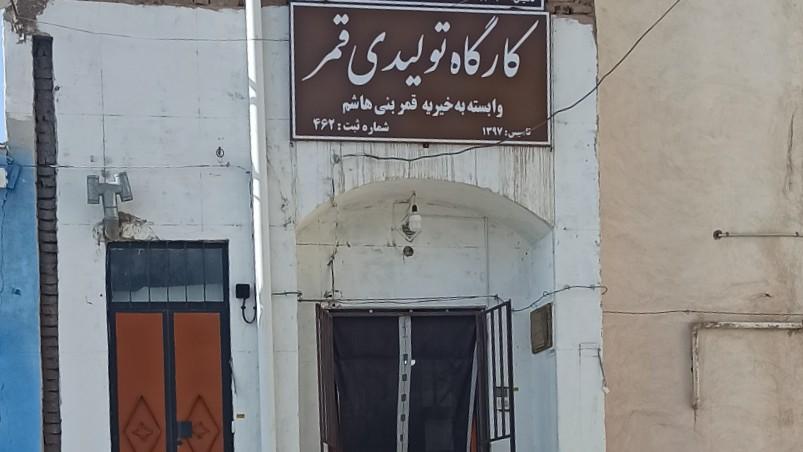 کارگاه تولیدی قمر
وابسته به خیریه قمر بنی هاشم
تاسیس: ۱۳۹۷ شماره ثبت: ۴۶۲